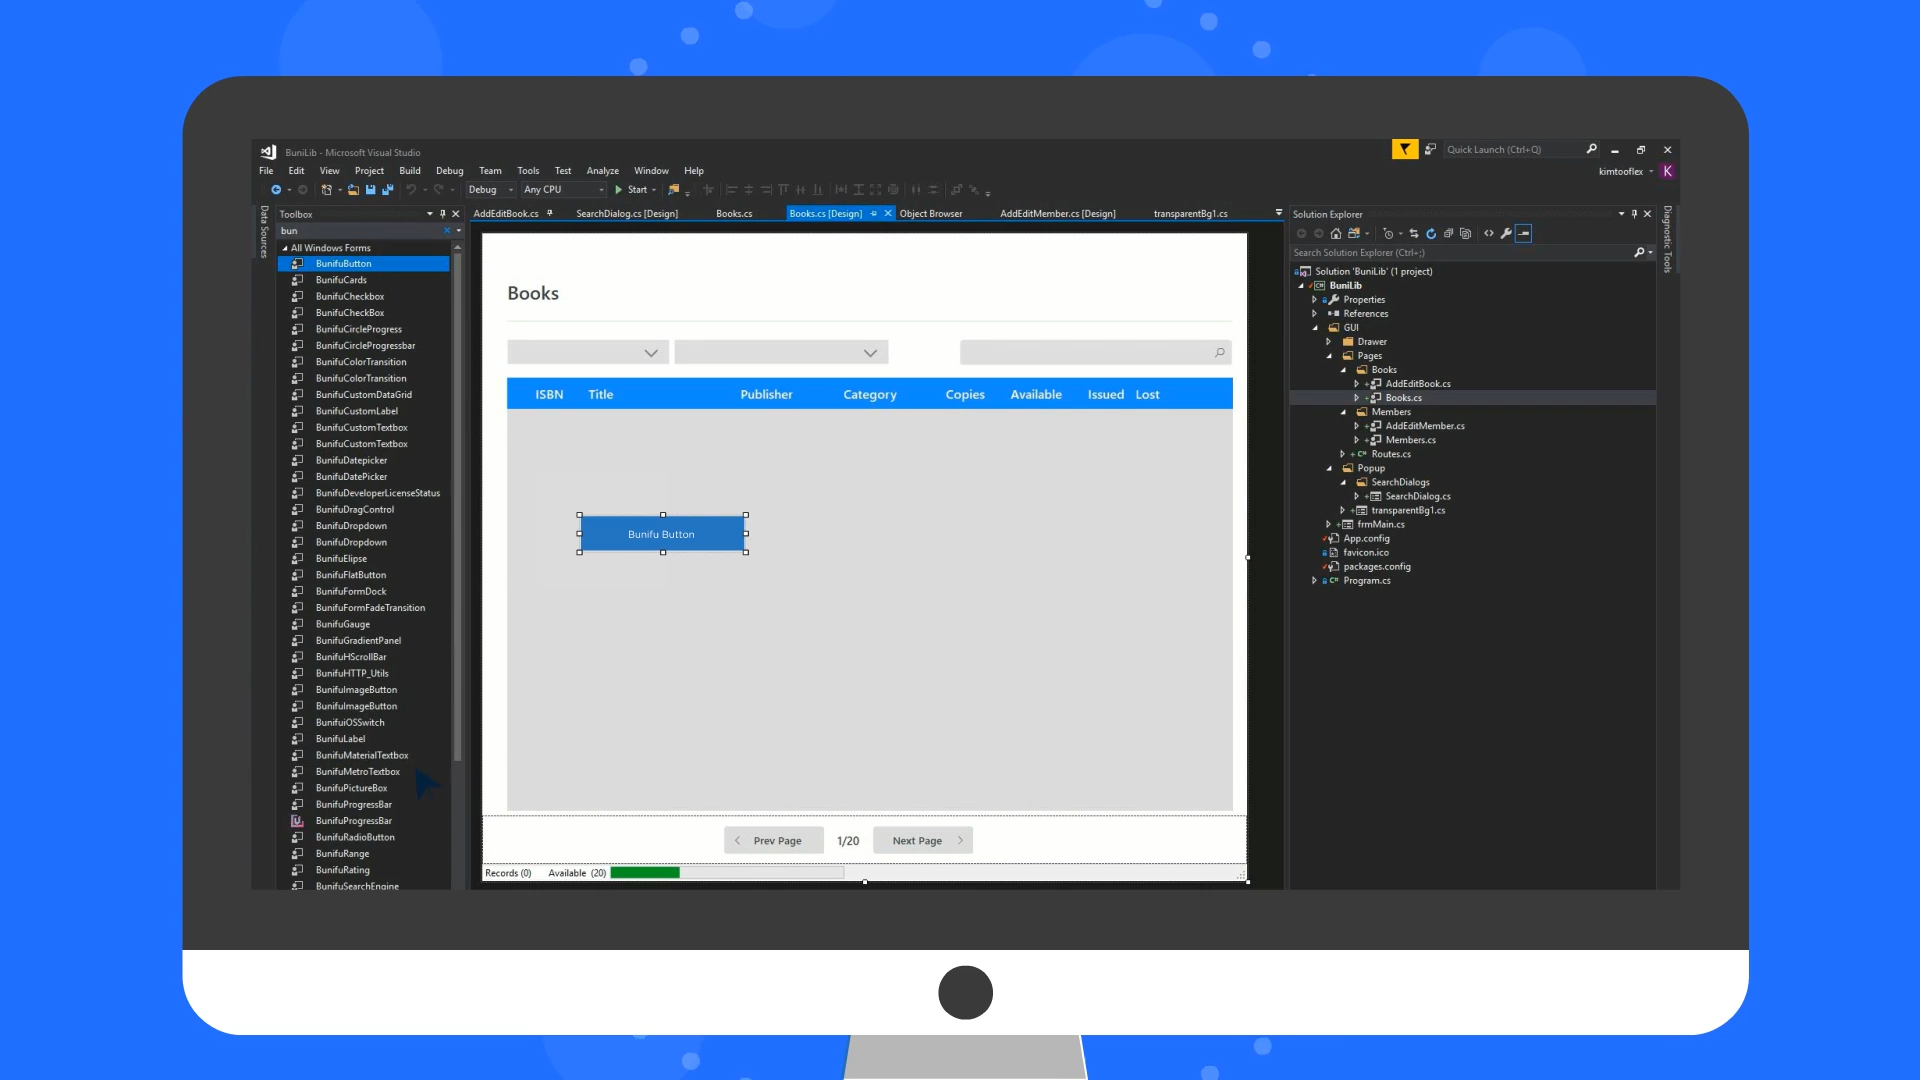 BuniLib - Microsoft Visual Studio
Quick Launch (Ctrl+Q)
File Edit View Project Build Debug Team Tools Test Analyze Window Help
kimtooflex K
Debug Any CPU Start
Data Sources
Toolbox
bun
All Windows Forms
BunifuButton
BunifuCards
BunifuCheckbox
BunifuCheckBox
BunifuCircleProgress
BunifuCircleProgressbar
BunifuColorTransition
BunifuColorTransition
BunifuCustomDataGrid
BunifuCustomLabel
BunifuCustomTextbox
BunifuCustomTextbox
BunifuDatepicker
BunifuDatePicker
BunifuDeveloperLicenseStatus
BunifuDragControl
BunifuDropdown
BunifuDropdown
BunifuElipse
BunifuFlatButton
BunifuFormDock
BunifuFormFadeTransition
BunifuGauge
BunifuGradientPanel
BunifuHScrollBar
BunifuHTTP_Utils
BunifuImageButton
BunifuImageButton
BunifuiOSSwitch
BunifuLabel
BunifuMaterialTextbox
BunifuMetroTextbox
BunifuPictureBox
BunifuProgressBar
BunifuProgressBar
BunifuRadioButton
BunifuRange
BunifuRating
BunifuSearchEngine
AddEditBook.cs SearchDialog.cs [Design] Books.cs Books.cs [Design] Object Browser AddEditMember.cs [Design] transparentBg1.cs
Books
ISBN Title Publisher Category Copies Available Issued Lost
Bunifu Button
Prev Page 1/20 Next Page
Records (0) Available (20)
Solution Explorer
Search Solution Explorer (Ctrl+;)
Solution 'BuniLib' (1 project)
BuniLib
Properties
References
GUI
Drawer
Pages
Books
AddEditBook.cs
Books.cs
Members
AddEditMember.cs
Members.cs
Routes.cs
Popup
SearchDialogs
SearchDialog.cs
transparentBg1.cs
frmMain.cs
App.config
favicon.ico
packages.config
Program.cs
Diagnostic Tools